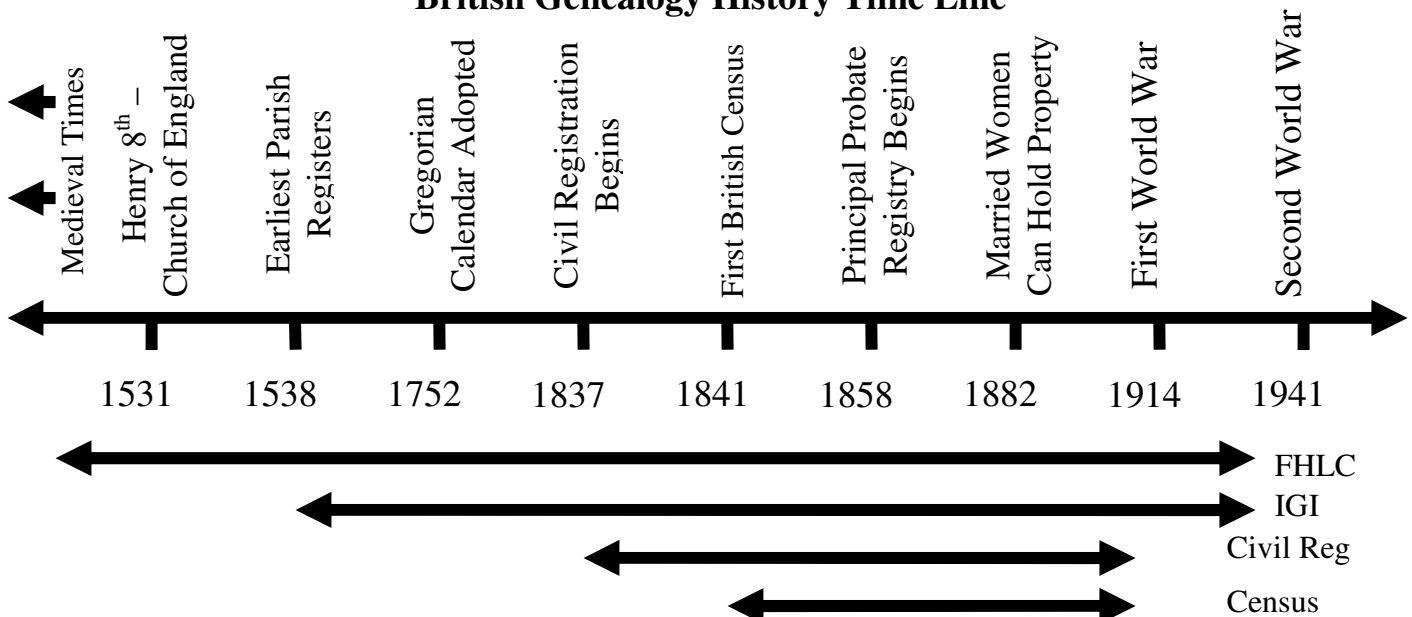 British Genealogy History Time Line
Medieval Times
Henry 8th –
Church of England
Earliest Parish
Registers
Gregorian
Calendar Adopted
Civil Registration
Begins
First British Census
Principal Probate
Registry Begins
Married Women
Can Hold Property
First World War
Second World War
1531 1538 1752 1837 1841 1858 1882 1914 1941
FHLC
IGI
Civil Reg
Census